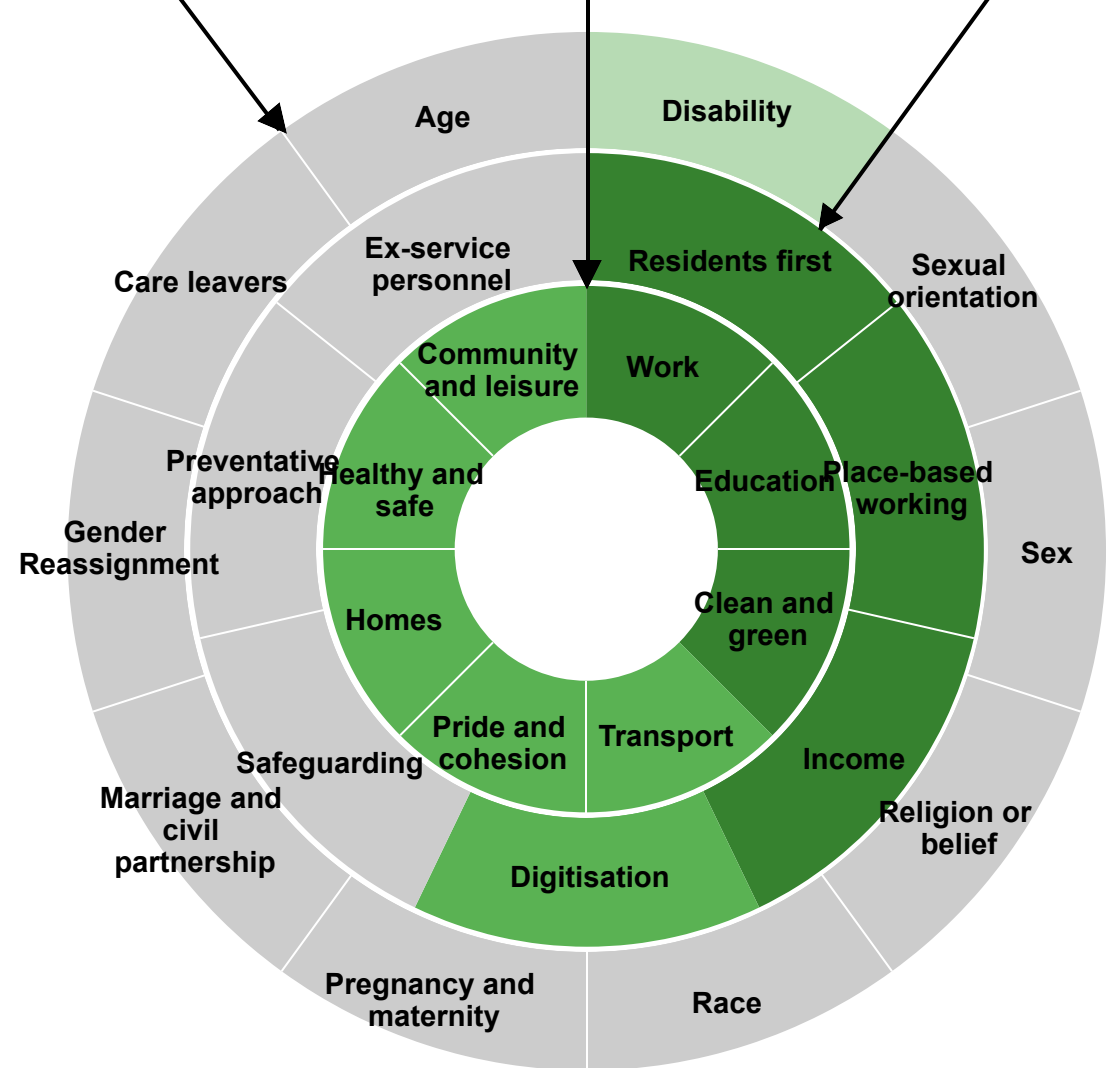 Age
Disability
Ex-service
personnel
Residents first
Care leavers
Sexual
orientation
Community
and leisure
Work
Preventative
approach
Healthy and
safe
Education
Place-based
working
Gender
Reassignment
Sex
Homes
Clean and
green
Pride and
cohesion
Transport
Safeguarding
Income
Marriage and
civil
partnership
Religion or
belief
Digitisation
Pregnancy and
maternity
Race